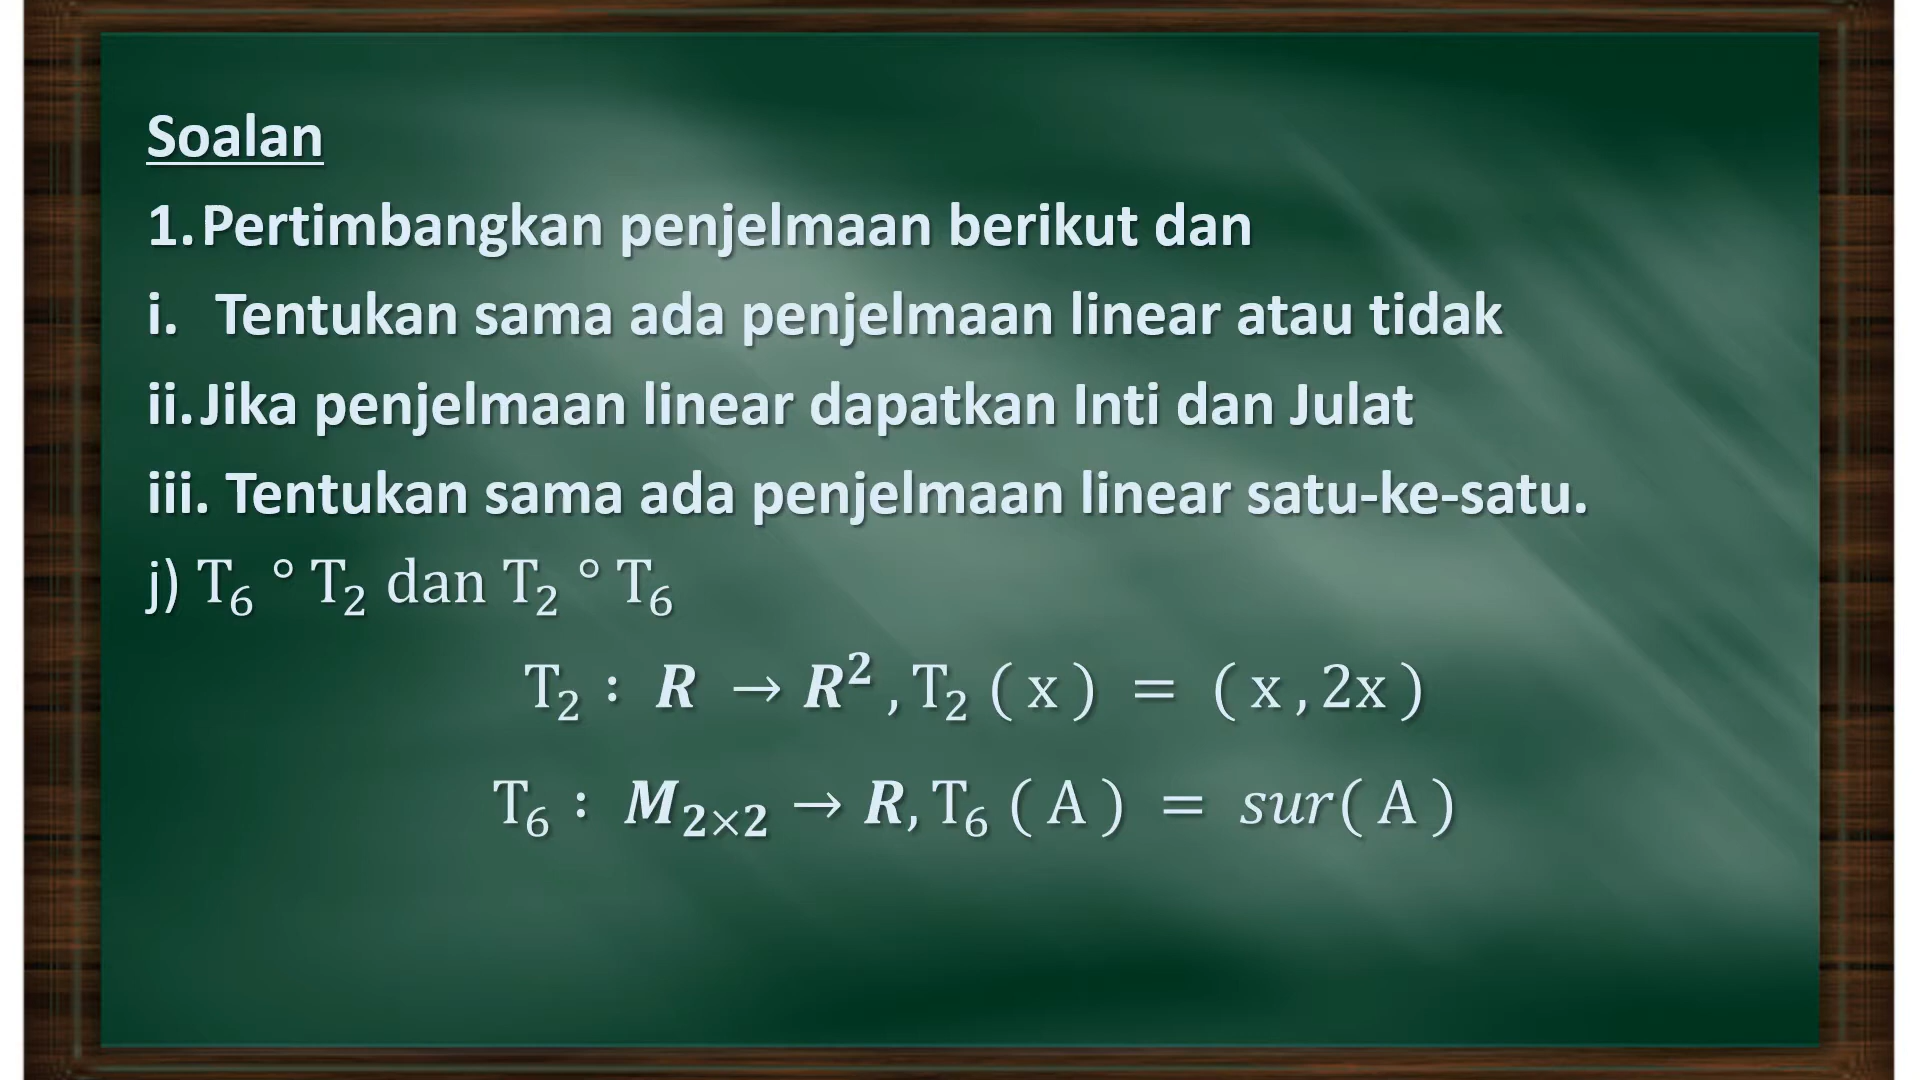 Soalan
1. Pertimbangkan penjelmaan berikut dan
i. Tentukan sama ada penjelmaan linear atau tidak
ii. Jika penjelmaan linear dapatkan Inti dan Julat
iii. Tentukan sama ada penjelmaan linear satu-ke-satu.
j) T₆ ° T₂ dan T₂ ° T₆
T₂ : R → R², T₂ ( x ) = ( x , 2x )
T₆ : M₂×₂ → R, T₆ ( A ) = sur( A )